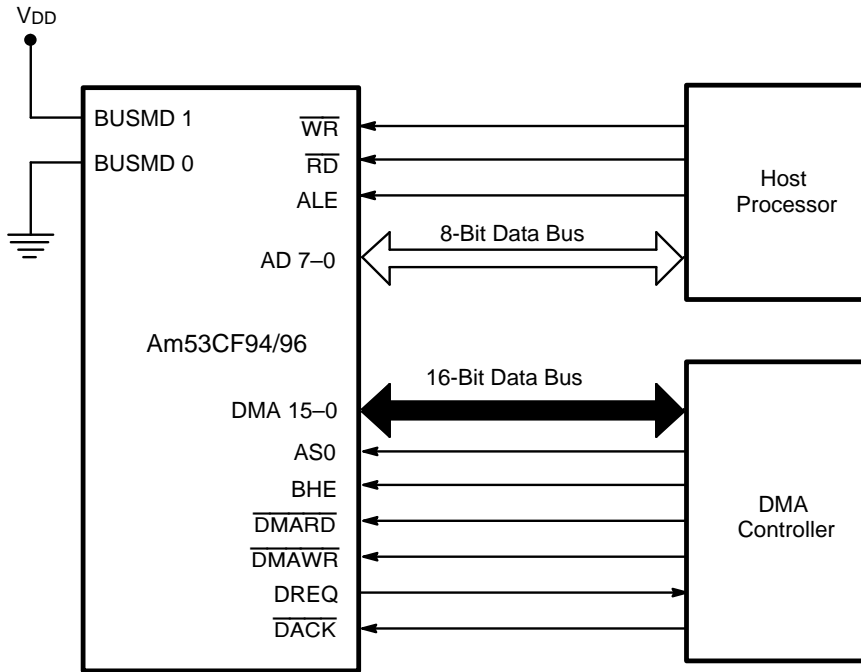 VDD
BUSMD 1
BUSMD 0
WR
RD
ALE
AD 7–0
8-Bit Data Bus
Host
Processor
Am53CF94/96
16-Bit Data Bus
DMA 15–0
AS0
BHE
DMARD
DMAWR
DREQ
DACK
DMA
Controller